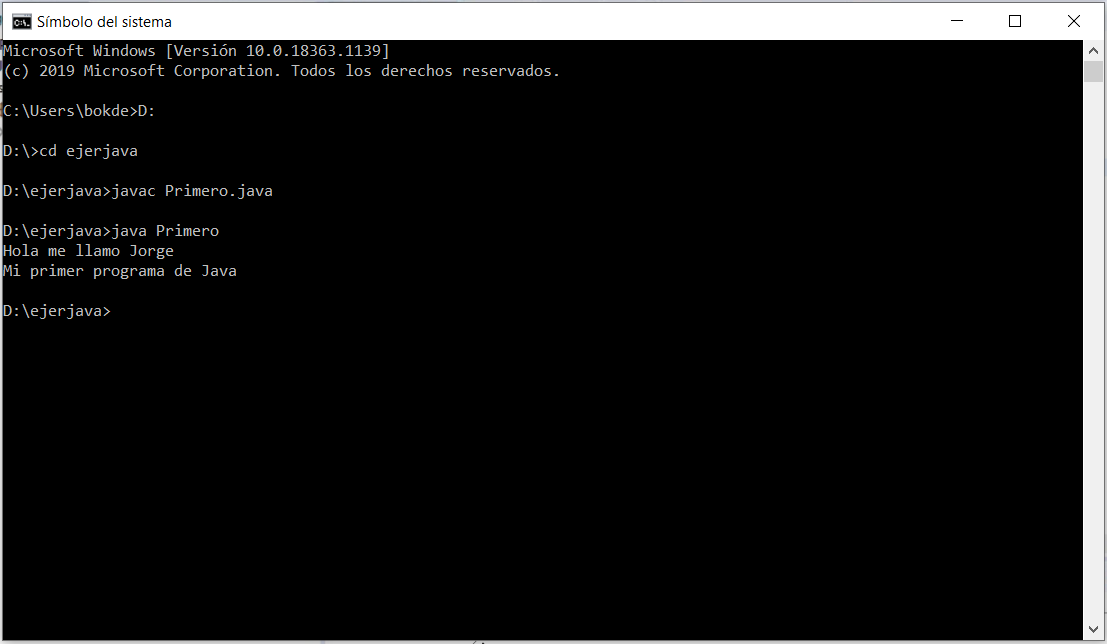 Símbolo del sistema
Microsoft Windows [Versión 10.0.18363.1139]
(c) 2019 Microsoft Corporation. Todos los derechos reservados.
C:\Users\bokde>D:
D:\>cd ejerjava
D:\ejerjava>javac Primero.java
D:\ejerjava>java Primero
Hola me llamo Jorge
Mi primer programa de Java
D:\ejerjava>